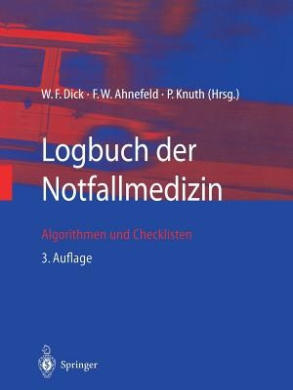 W. F. Dick · F. W. Ahnefeld · P. Knuth (Hrsg.)
Logbuch der
Notfallmedizin
Algorithmen und Checklisten
3. Auflage
Springer